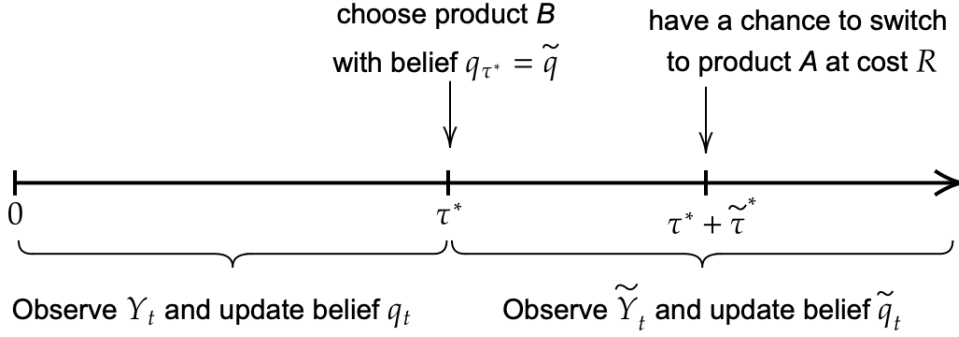 choose product B
with belief q_{τ*} = q̃
have a chance to switch
to product A at cost R
0
τ*
τ* + τ̃*
Observe Y_t and update belief q_t
Observe Ỹ_t and update belief q̃_t